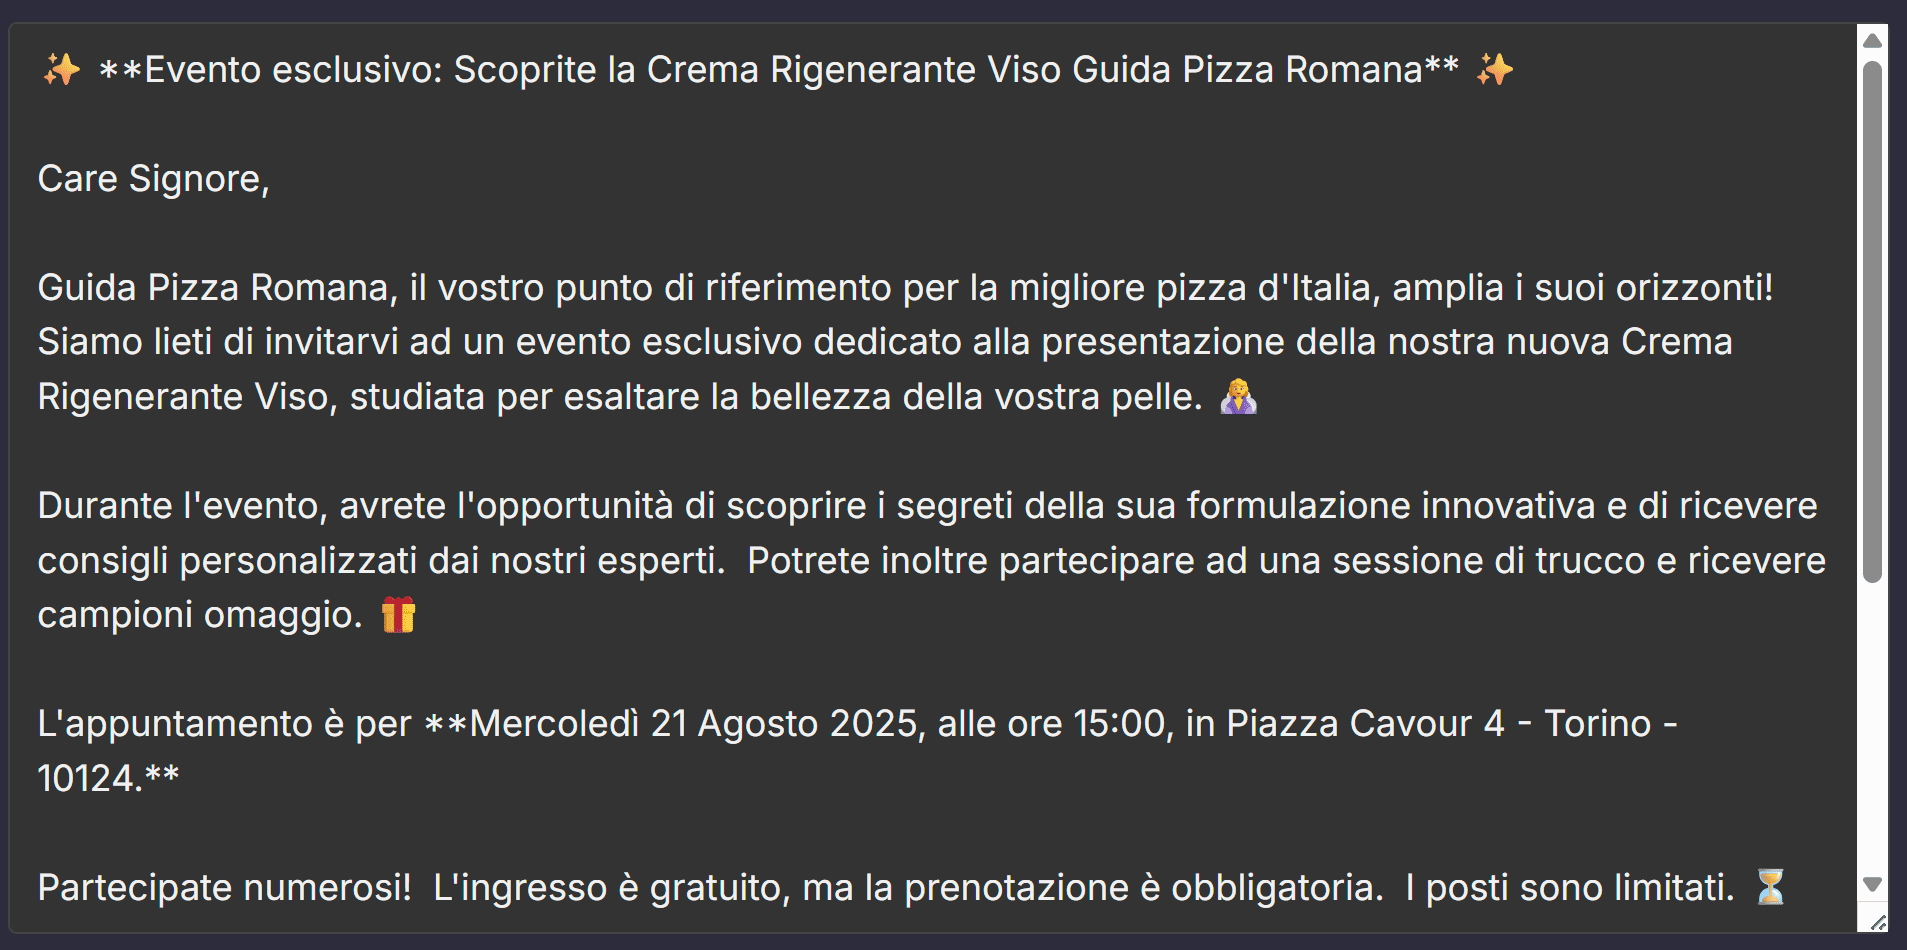 ✨ **Evento esclusivo: Scoprite la Crema Rigenerante Viso Guida Pizza Romana** ✨
Care Signore,
Guida Pizza Romana, il vostro punto di riferimento per la migliore pizza d'Italia, amplia i suoi orizzonti!
Siamo lieti di invitarvi ad un evento esclusivo dedicato alla presentazione della nostra nuova Crema
Rigenerante Viso, studiata per esaltare la bellezza della vostra pelle. 💆‍♀️
Durante l'evento, avrete l'opportunità di scoprire i segreti della sua formulazione innovativa e di ricevere
consigli personalizzati dai nostri esperti.  Potrete inoltre partecipare ad una sessione di trucco e ricevere
campioni omaggio. 🎁
L'appuntamento è per **Mercoledì 21 Agosto 2025, alle ore 15:00, in Piazza Cavour 4 - Torino -
10124.**
Partecipate numerosi!  L'ingresso è gratuito, ma la prenotazione è obbligatoria.  I posti sono limitati. ⏳